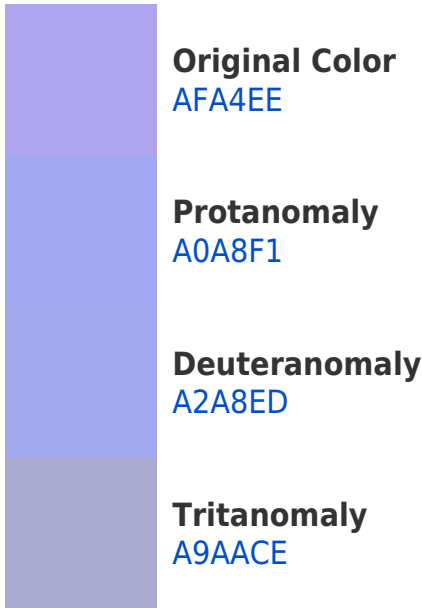 Original Color
AFA4EE
Protanomaly
A0A8F1
Deuteranomaly
A2A8ED
Tritanomaly
A9AACE